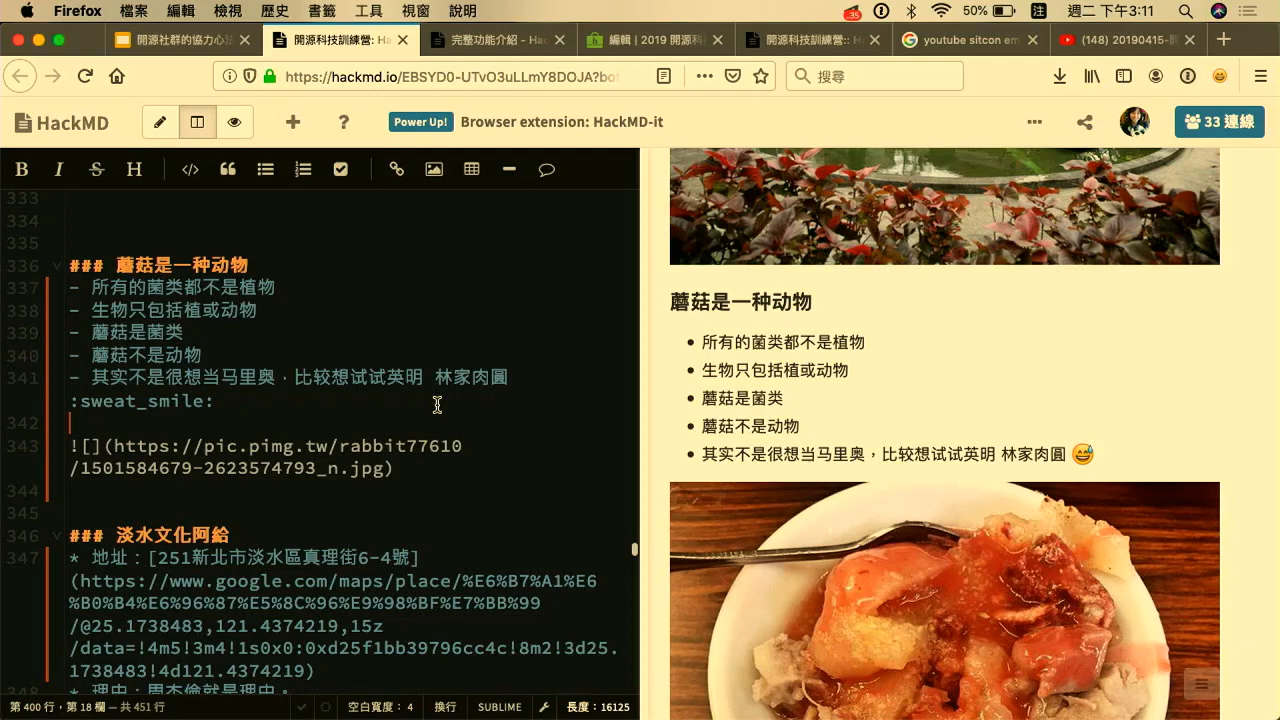 Firefox 檔案 編輯 檢視 歷史 書籤 工具 視窗 說明 35 50% 注 週二 下午3:11
開源社群的協力心法 開源科技訓練營: Ha 完整功能介紹 - Hac 編輯 | 2019 開源科技 開源科技訓練營:: H youtube sitcon em (148) 20190415-開
https://hackmd.io/EBSYD0-UTvO3uLLmY8DOJA?bo 搜尋
HackMD Power Up! Browser extension: HackMD-it 33 連線
B I S H
333
334
335
336 ### 蘑菇是一种动物
337 - 所有的菌类都不是植物
338 - 生物只包括植或动物
339 - 蘑菇是菌类
340 - 蘑菇不是动物
341 - 其实不是很想当马里奥，比较想试试英明 林家肉圓
:sweat_smile:
342
343 ![](https://pic.pimg.tw/rabbit77610
/1501584679-2623574793_n.jpg)
344
345
346 ### 淡水文化阿給
347 * 地址：[251新北市淡水區真理街6-4號]
(https://www.google.com/maps/place/%E6%B7%A1%E6
%B0%B4%E6%96%87%E5%8C%96%E9%98%BF%E7%BB%99
/@25.1738483,121.4374219,15z
/data=!4m5!3m4!1s0x0:0xd25f1bb39796cc4c!8m2!3d25.
1738483!4d121.4374219)
348 * 理由：周杰倫就是理由。
第 400 行，第 18 欄 — 共 451 行 空白寬度： 4 換行 SUBLIME 長度：16125
蘑菇是一种动物
所有的菌类都不是植物
生物只包括植或动物
蘑菇是菌类
蘑菇不是动物
其实不是很想当马里奥，比较想试试英明 林家肉圓 😅